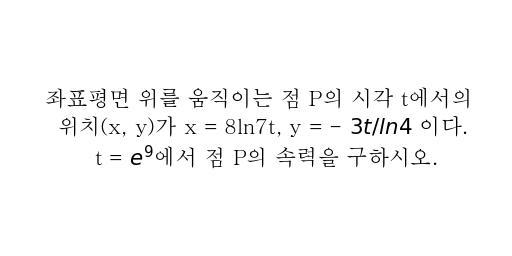 좌표평면 위를 움직이는 점 P의 시각 t에서의
위치(x, y)가 x = 8ln7t, y = − 3t/ln4 이다.
t = e⁹에서 점 P의 속력을 구하시오.